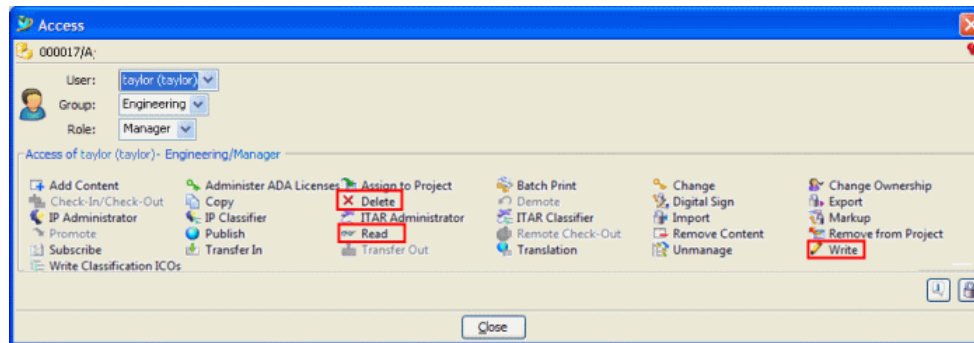 Access
000017/A;
User: taylor (taylor)
Group: Engineering
Role: Manager
Access of taylor (taylor)- Engineering/Manager
Add Content Administer ADA Licenses Assign to Project Batch Print Change Change Ownership
Check-In/Check-Out Copy Delete Demote Digital Sign Export
IP Administrator IP Classifier ITAR Administrator ITAR Classifier Import Markup
Promote Publish Read Remote Check-Out Remove Content Remove from Project
Subscribe Transfer In Transfer Out Translation Unmanage Write
Write Classification ICOs
Close